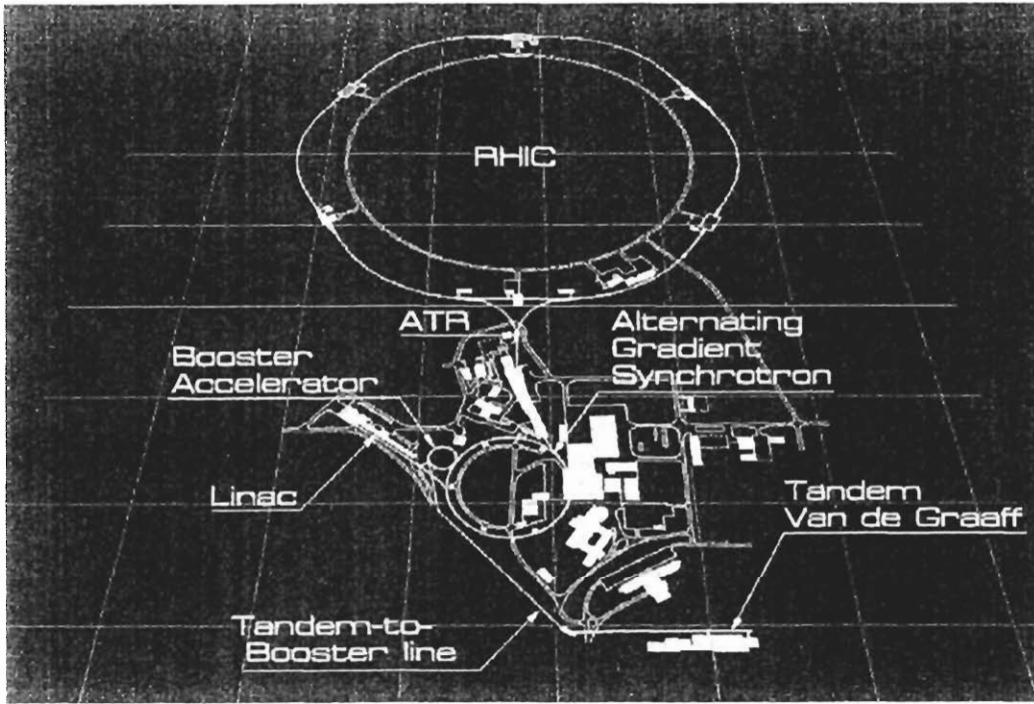 RHIC
ATR
Alternating
Gradient
Synchrotron
Booster
Accelerator
Linac
Tandem
Van de Graaff
Tandem-to-
Booster line